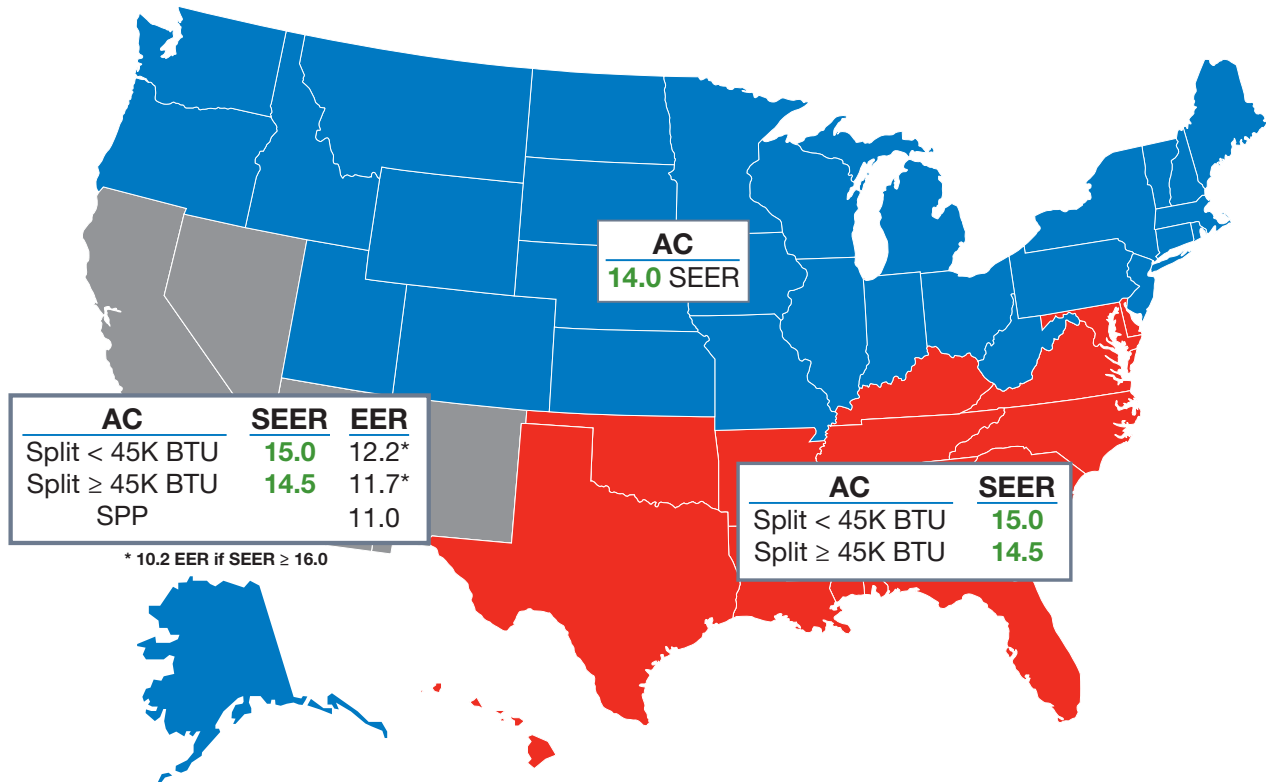 AC
14.0 SEER
AC SEER EER
Split < 45K BTU 15.0 12.2*
Split ≥ 45K BTU 14.5 11.7*
SPP 11.0
* 10.2 EER if SEER ≥ 16.0
AC SEER
Split < 45K BTU 15.0
Split ≥ 45K BTU 14.5